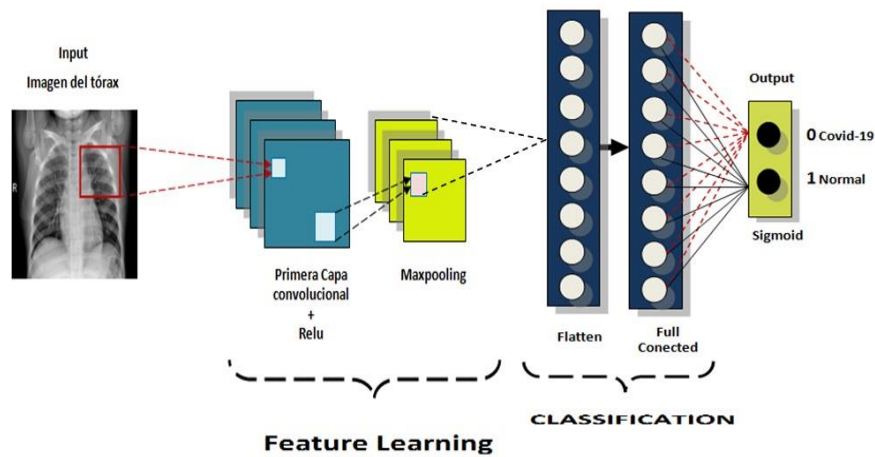 Input
Imagen del tórax
R
Primera Capa
convolucional
+
Relu
Maxpooling
Flatten
Full
Conected
Output
0 Covid-19
1 Normal
Sigmoid
Feature Learning
CLASSIFICATION